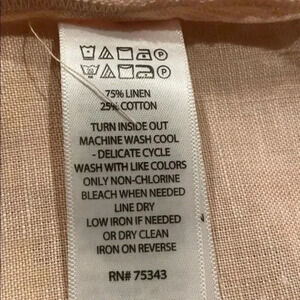 75% LINEN
25% COTTON
TURN INSIDE OUT
MACHINE WASH COOL
- DELICATE CYCLE
WASH WITH LIKE COLORS
ONLY NON-CHLORINE
BLEACH WHEN NEEDED
LINE DRY
LOW IRON IF NEEDED
OR DRY CLEAN
IRON ON REVERSE
RN# 75343